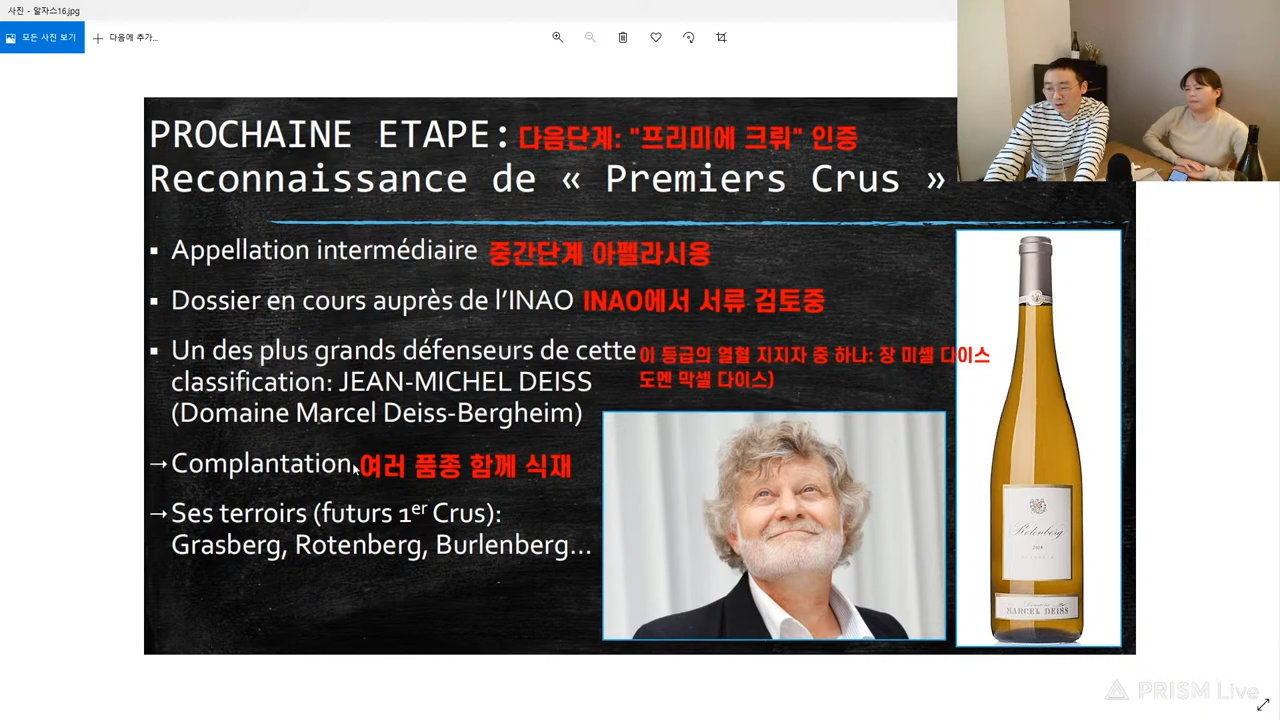 사진 - 알자스16.jpg
모든 사진 보기
다음에 추가...
PROCHAINE ETAPE: 다음단계: "프리미에 크뤼" 인증
Reconnaissance de « Premiers Crus »
▪ Appellation intermédiaire 중간단계 아펠라시옹
▪ Dossier en cours auprès de l'INAO INAO에서 서류 검토중
▪ Un des plus grands défenseurs de cette 이 등급의 열혈 지지자 중 하나: 장 미셸 다이스
classification: JEAN-MICHEL DEISS 도멘 막셀 다이스)
(Domaine Marcel Deiss-Bergheim)
→ Complantation 여러 품종 함께 식재
→ Ses terroirs (futurs 1er Crus):
Grasberg, Rotenberg, Burlenberg...
Rotenberg
Domaine
MARCEL DEISS
PRISM Live